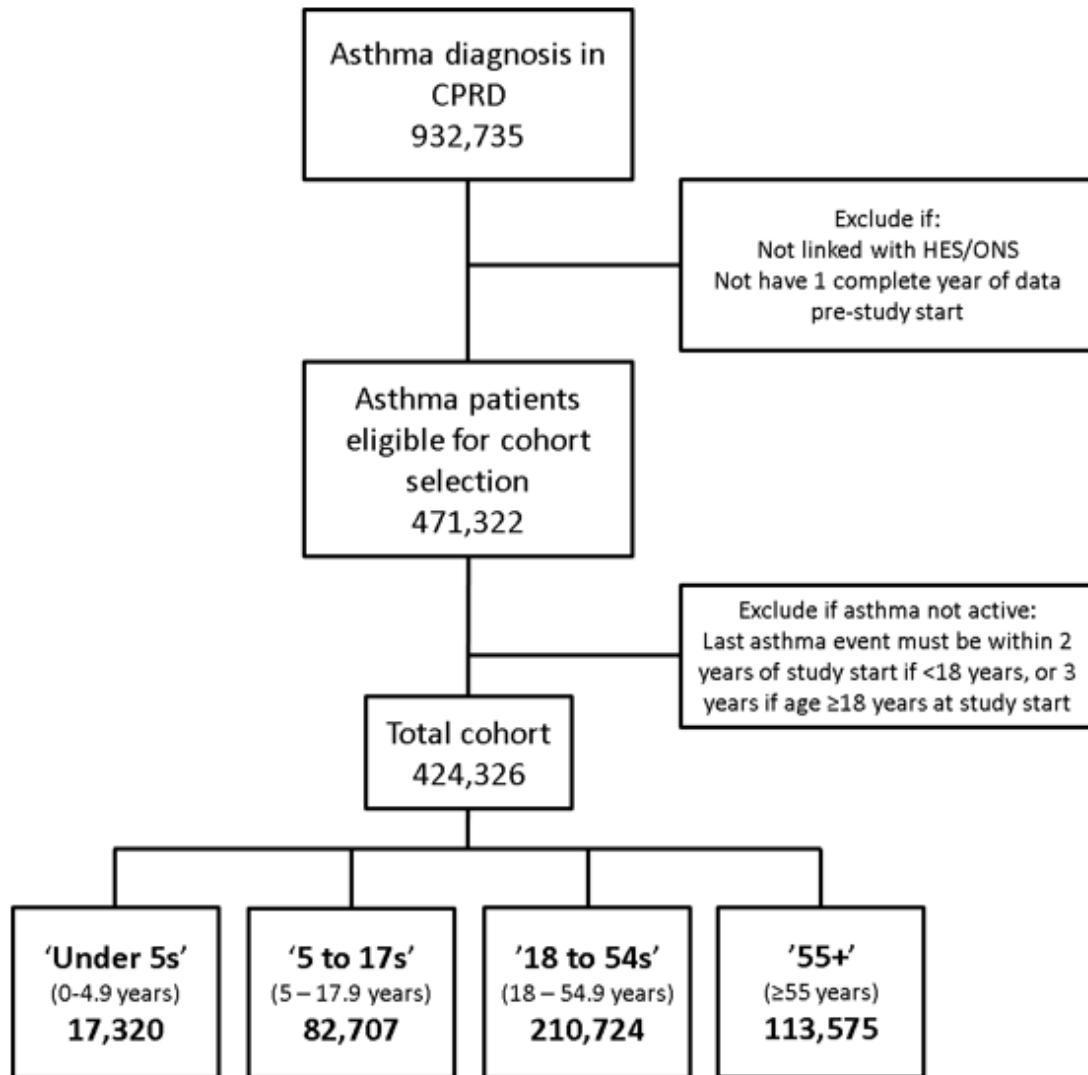 Asthma diagnosis in
CPRD
932,735
Exclude if:
Not linked with HES/ONS
Not have 1 complete year of data
pre-study start
Asthma patients
eligible for cohort
selection
471,322
Exclude if asthma not active:
Last asthma event must be within 2
years of study start if <18 years, or 3
years if age ≥18 years at study start
Total cohort
424,326
‘Under 5s’
(0-4.9 years)
17,320
‘5 to 17s’
(5 – 17.9 years)
82,707
’18 to 54s’
(18 – 54.9 years)
210,724
’55+’
(≥55 years)
113,575